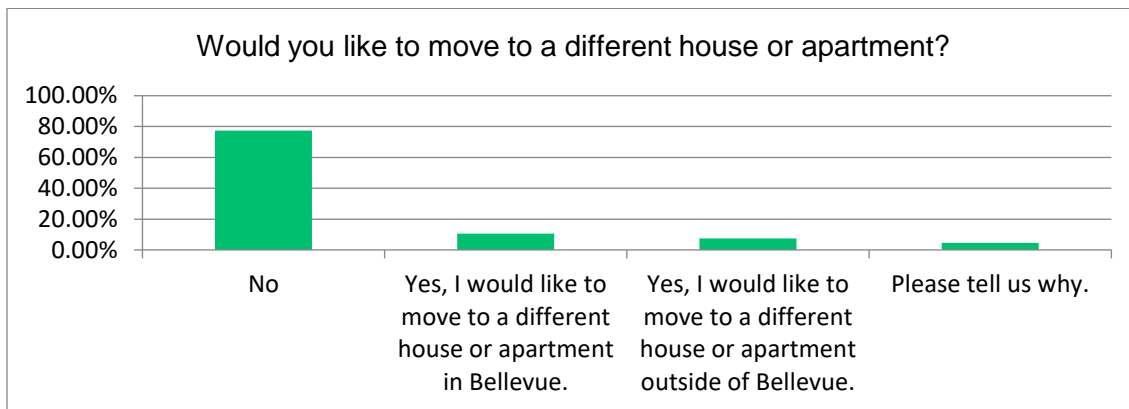 Would you like to move to a different house or apartment?
100.00%
80.00%
60.00%
40.00%
20.00%
0.00%
No
Yes, I would like to
move to a different
house or apartment
in Bellevue.
Yes, I would like to
move to a different
house or apartment
outside of Bellevue.
Please tell us why.